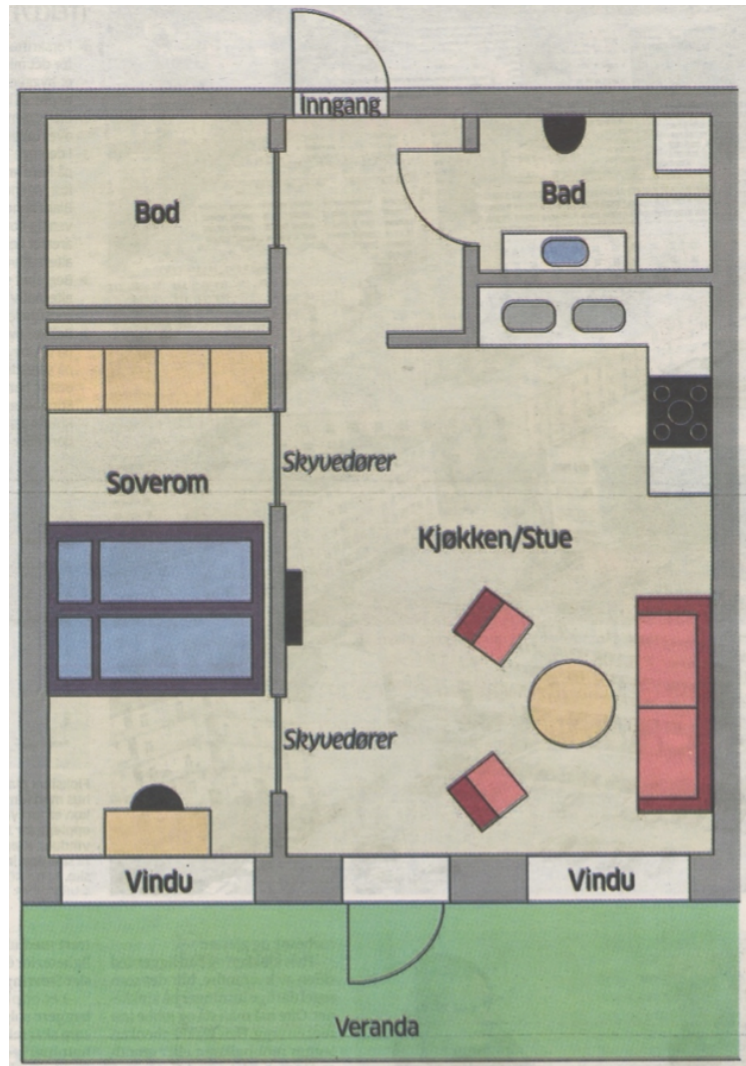 Inngang
Bod
Bad
Skyvedører
Soverom
Kjøkken/Stue
Skyvedører
Vindu
Vindu
Veranda